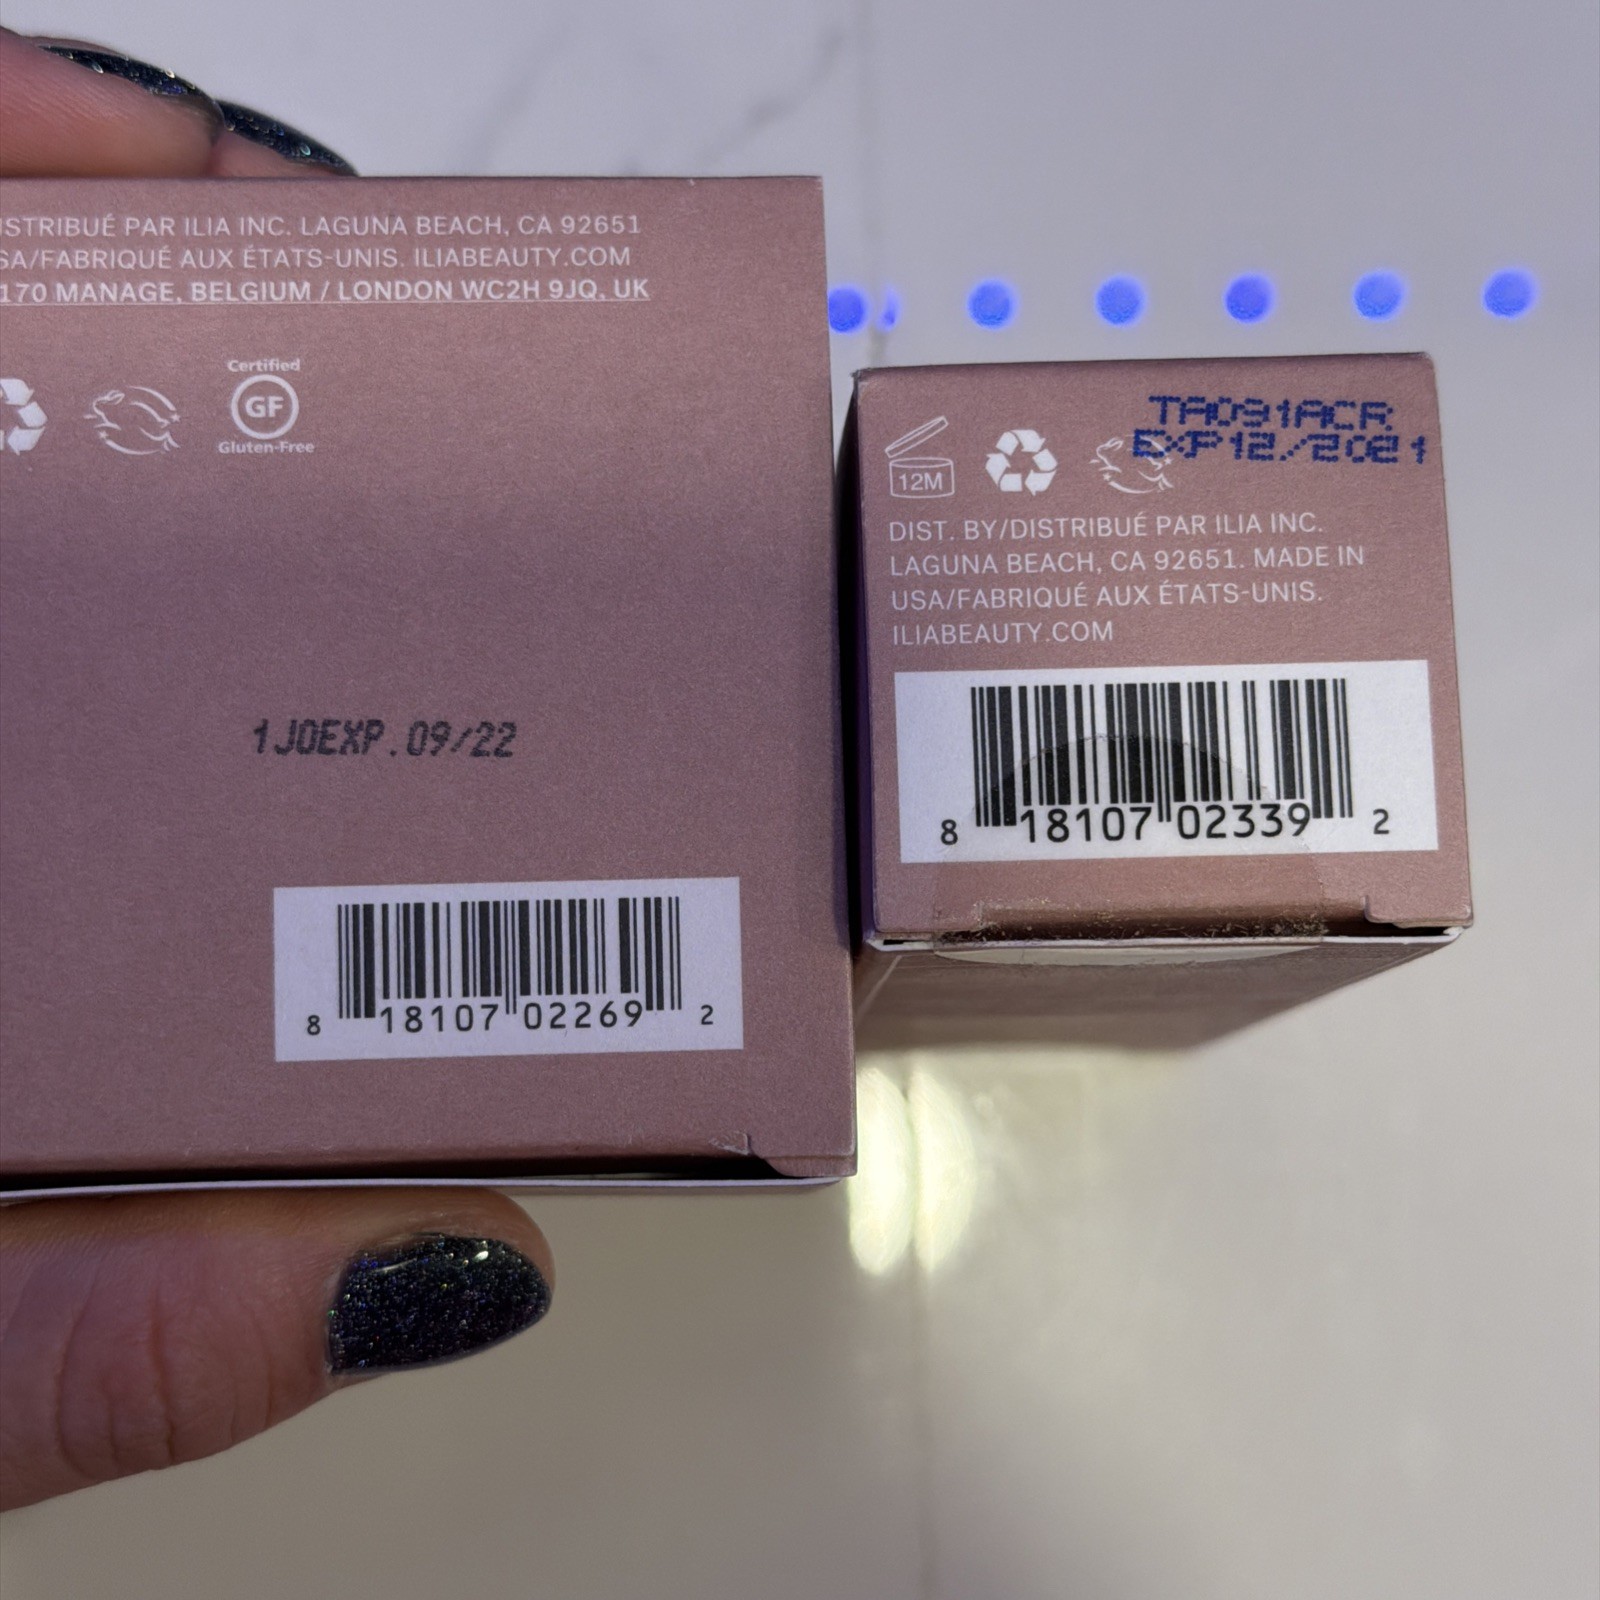 ISTRIBUÉ PAR ILIA INC. LAGUNA BEACH, CA 92651
SA/FABRIQUÉ AUX ÉTATS-UNIS. ILIABEAUTY.COM
170 MANAGE, BELGIUM / LONDON WC2H 9JQ, UK
Certified
GF
Gluten-Free
1J0EXP.09/22
8 18107 02269 2
TA091ACR
EXP12/2021
12M
DIST. BY/DISTRIBUÉ PAR ILIA INC.
LAGUNA BEACH, CA 92651. MADE IN
USA/FABRIQUÉ AUX ÉTATS-UNIS.
ILIABEAUTY.COM
8 18107 02339 2